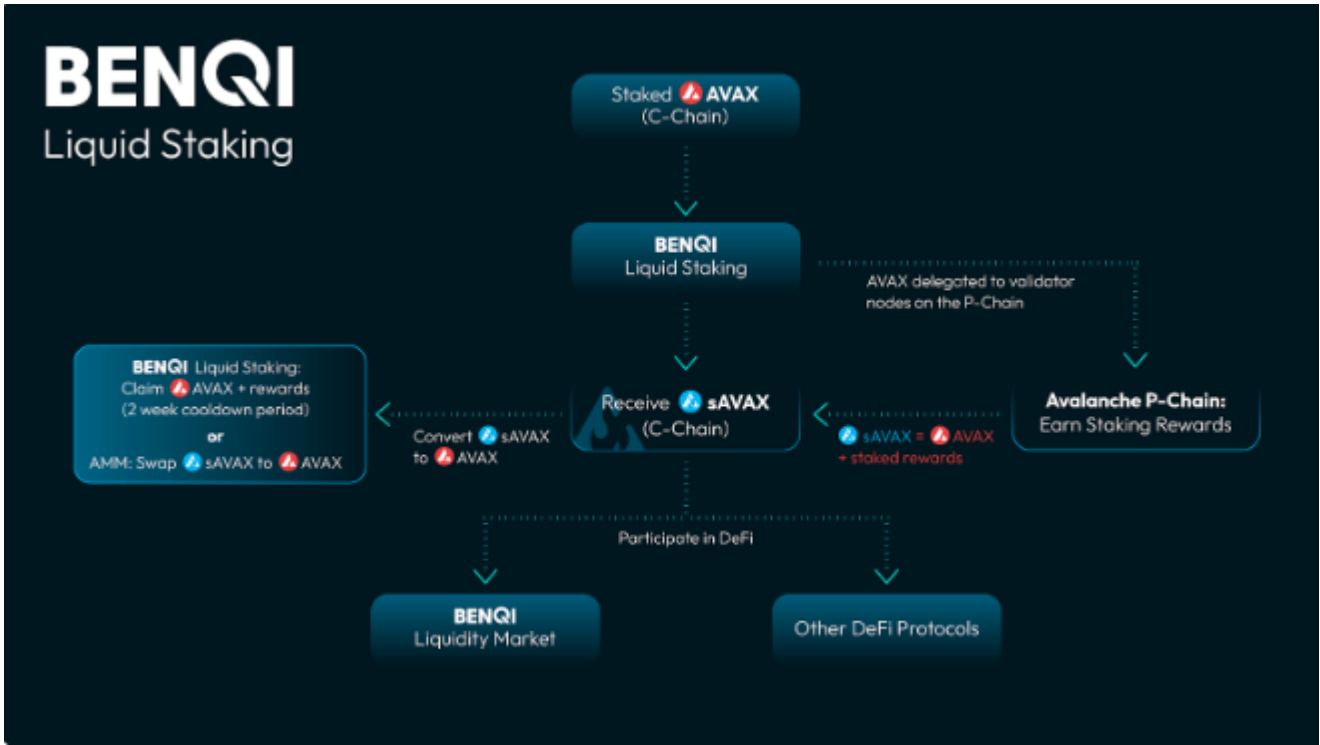 BENQI
Liquid Staking
Staked AVAX
(C-Chain)
BENQI
Liquid Staking
AVAX delegated to validator
nodes on the P-Chain
BENQI Liquid Staking:
Claim AVAX + rewards
(2 week cooldown period)
or
AMM: Swap sAVAX to AVAX
Convert sAVAX
to AVAX
Receive sAVAX
(C-Chain)
sAVAX = AVAX
+ staked rewards
Avalanche P-Chain:
Earn Staking Rewards
Participate in DeFi
BENQI
Liquidity Market
Other DeFi Protocols